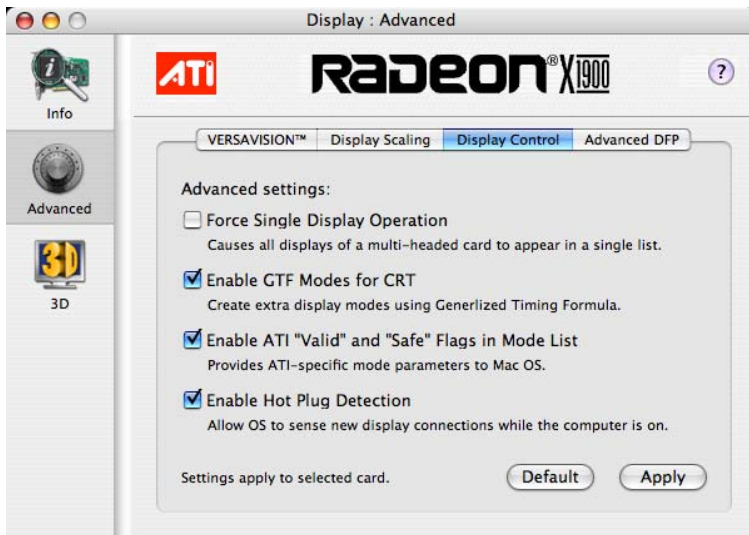 Display : Advanced
Info
Advanced
3D
3D
ATI
RADEON® X1900
?
VERSAVISION™ Display Scaling Display Control Advanced DFP
Advanced settings:
Force Single Display Operation
Causes all displays of a multi-headed card to appear in a single list.
Enable GTF Modes for CRT
Create extra display modes using Generlized Timing Formula.
Enable ATI "Valid" and "Safe" Flags in Mode List
Provides ATI-specific mode parameters to Mac OS.
Enable Hot Plug Detection
Allow OS to sense new display connections while the computer is on.
Settings apply to selected card. Default Apply